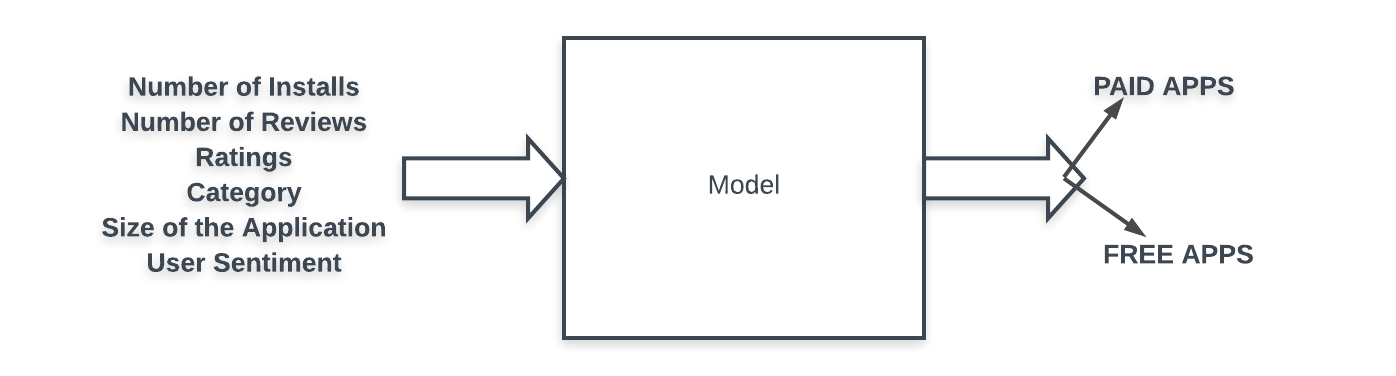 Number of Installs
Number of Reviews
Ratings
Category
Size of the Application
User Sentiment
Model
PAID APPS
FREE APPS